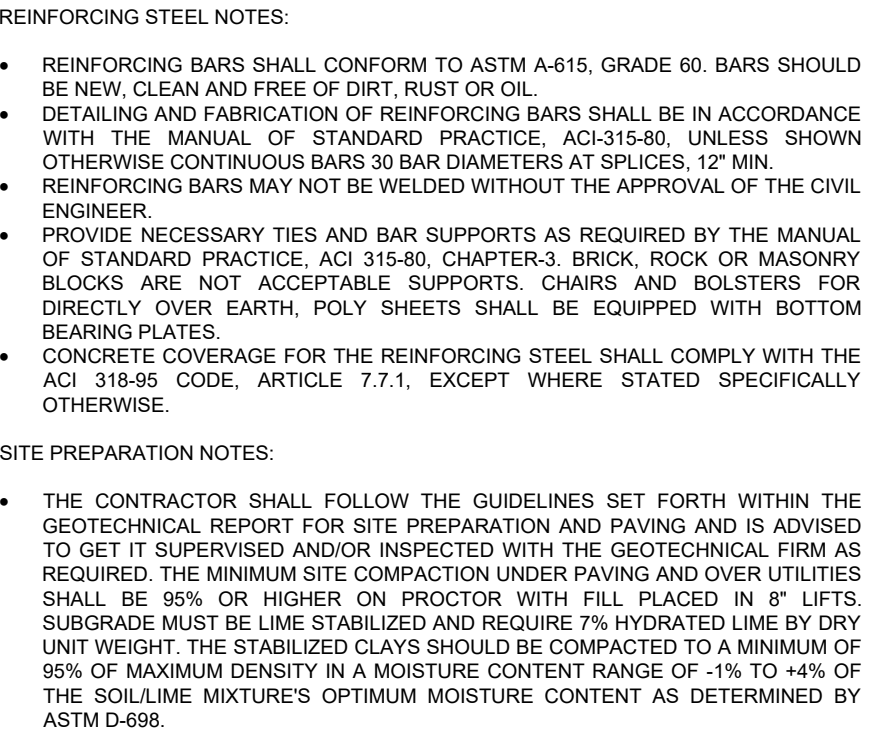 REINFORCING STEEL NOTES:
• REINFORCING BARS SHALL CONFORM TO ASTM A-615, GRADE 60. BARS SHOULD
BE NEW, CLEAN AND FREE OF DIRT, RUST OR OIL.
• DETAILING AND FABRICATION OF REINFORCING BARS SHALL BE IN ACCORDANCE
WITH THE MANUAL OF STANDARD PRACTICE, ACI-315-80, UNLESS SHOWN
OTHERWISE CONTINUOUS BARS 30 BAR DIAMETERS AT SPLICES, 12" MIN.
• REINFORCING BARS MAY NOT BE WELDED WITHOUT THE APPROVAL OF THE CIVIL
ENGINEER.
• PROVIDE NECESSARY TIES AND BAR SUPPORTS AS REQUIRED BY THE MANUAL
OF STANDARD PRACTICE, ACI 315-80, CHAPTER-3. BRICK, ROCK OR MASONRY
BLOCKS ARE NOT ACCEPTABLE SUPPORTS. CHAIRS AND BOLSTERS FOR
DIRECTLY OVER EARTH, POLY SHEETS SHALL BE EQUIPPED WITH BOTTOM
BEARING PLATES.
• CONCRETE COVERAGE FOR THE REINFORCING STEEL SHALL COMPLY WITH THE
ACI 318-95 CODE, ARTICLE 7.7.1, EXCEPT WHERE STATED SPECIFICALLY
OTHERWISE.
SITE PREPARATION NOTES:
• THE CONTRACTOR SHALL FOLLOW THE GUIDELINES SET FORTH WITHIN THE
GEOTECHNICAL REPORT FOR SITE PREPARATION AND PAVING AND IS ADVISED
TO GET IT SUPERVISED AND/OR INSPECTED WITH THE GEOTECHNICAL FIRM AS
REQUIRED. THE MINIMUM SITE COMPACTION UNDER PAVING AND OVER UTILITIES
SHALL BE 95% OR HIGHER ON PROCTOR WITH FILL PLACED IN 8" LIFTS.
SUBGRADE MUST BE LIME STABILIZED AND REQUIRE 7% HYDRATED LIME BY DRY
UNIT WEIGHT. THE STABILIZED CLAYS SHOULD BE COMPACTED TO A MINIMUM OF
95% OF MAXIMUM DENSITY IN A MOISTURE CONTENT RANGE OF -1% TO +4% OF
THE SOIL/LIME MIXTURE'S OPTIMUM MOISTURE CONTENT AS DETERMINED BY
ASTM D-698.